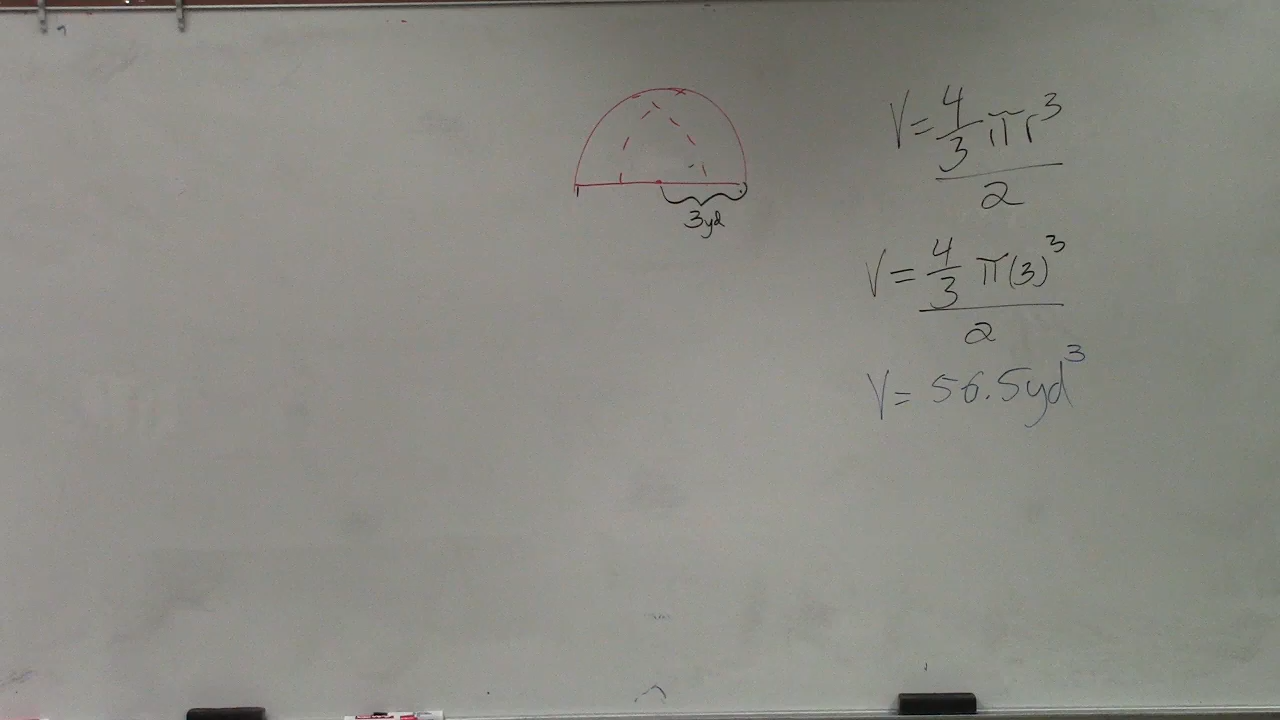 3yd
V = 4/3 πr³ / 2
V = 4/3 π(3)³ / 2
V = 56.5yd³